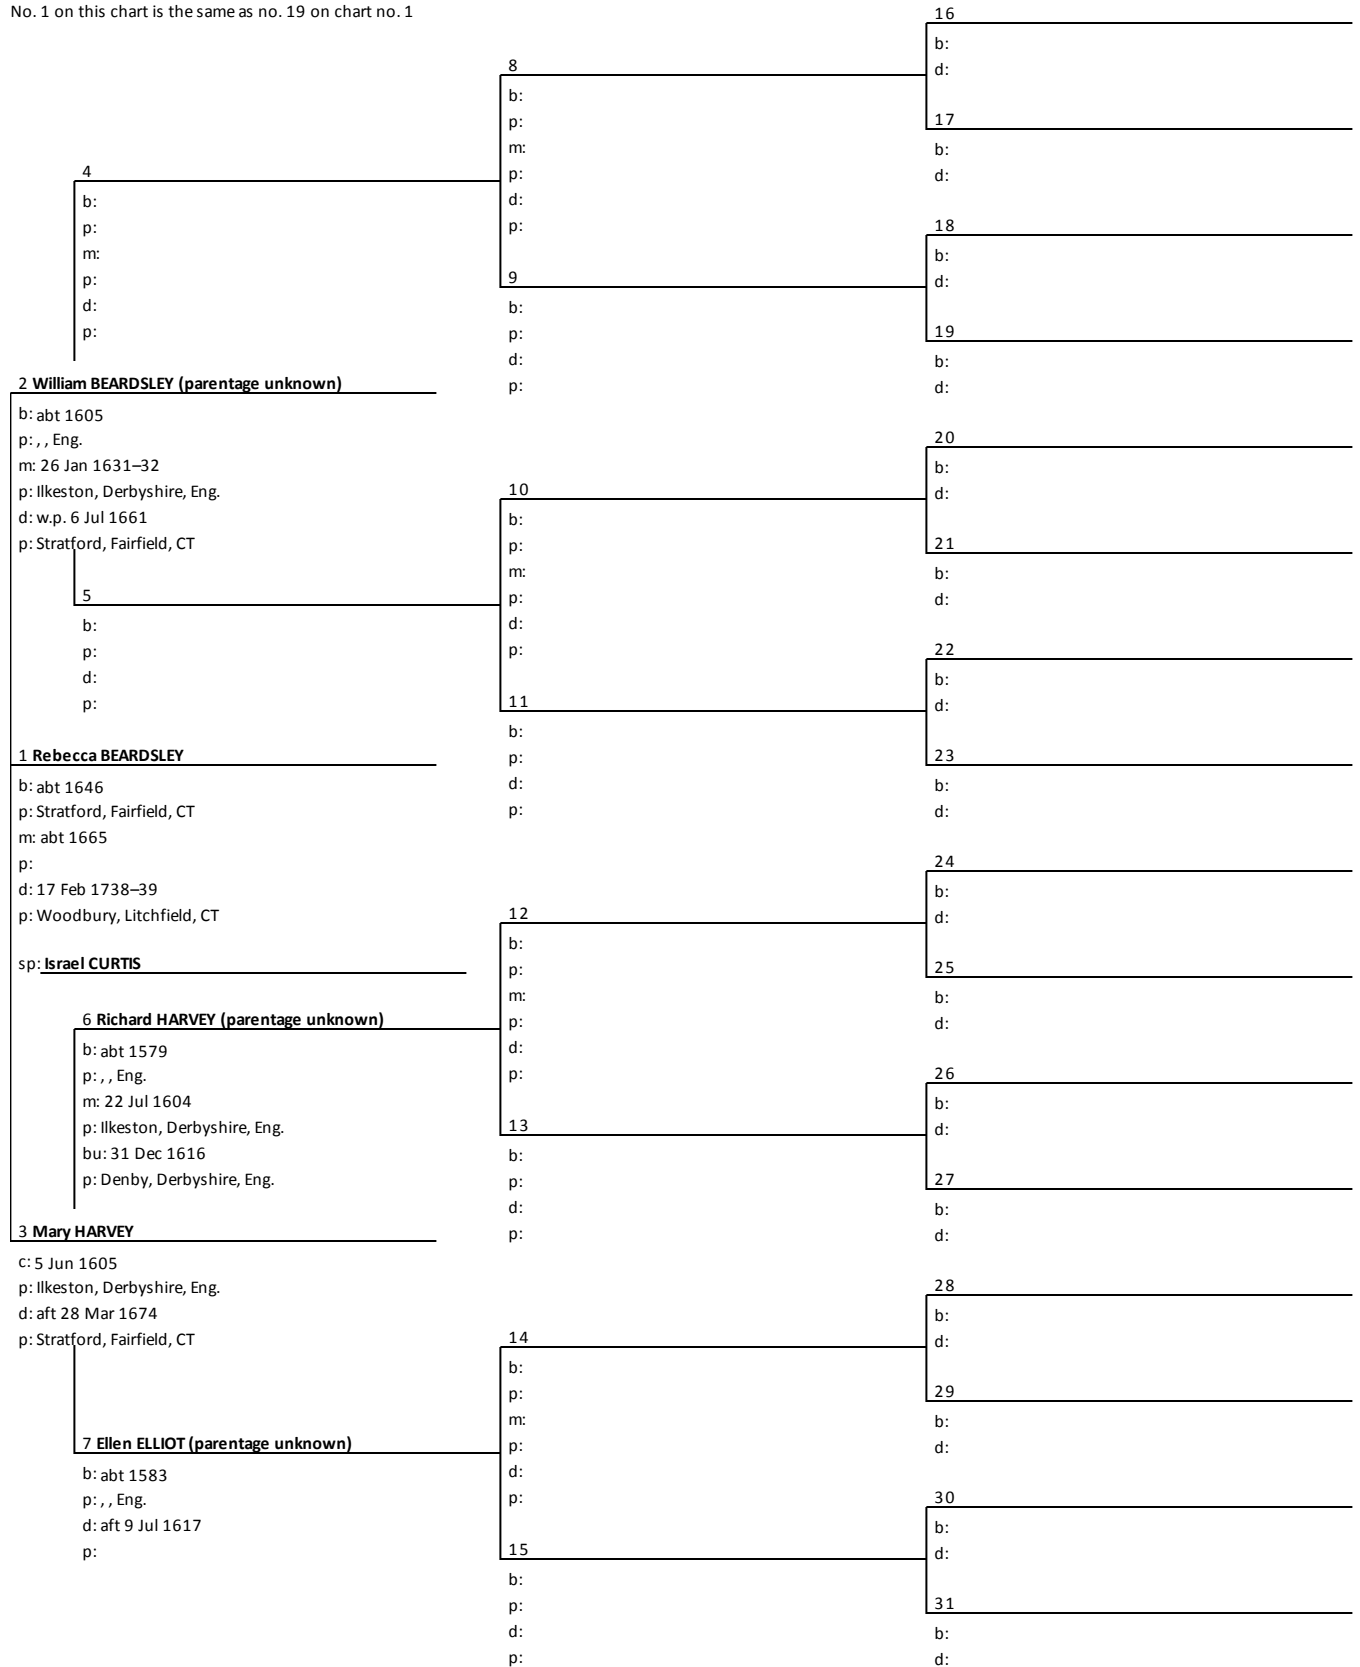 No. 1 on this chart is the same as no. 19 on chart no. 1
4
b:
p:
m:
p:
d:
p:
2 William BEARDSLEY (parentage unknown)
b: abt 1605
p: , , Eng.
m: 26 Jan 1631–32
p: Ilkeston, Derbyshire, Eng.
d: w.p. 6 Jul 1661
p: Stratford, Fairfield, CT
5
b:
p:
d:
p:
1 Rebecca BEARDSLEY
b: abt 1646
p: Stratford, Fairfield, CT
m: abt 1665
p:
d: 17 Feb 1738–39
p: Woodbury, Litchfield, CT
sp: Israel CURTIS
6 Richard HARVEY (parentage unknown)
b: abt 1579
p: , , Eng.
m: 22 Jul 1604
p: Ilkeston, Derbyshire, Eng.
bu: 31 Dec 1616
p: Denby, Derbyshire, Eng.
3 Mary HARVEY
c: 5 Jun 1605
p: Ilkeston, Derbyshire, Eng.
d: aft 28 Mar 1674
p: Stratford, Fairfield, CT
7 Ellen ELLIOT (parentage unknown)
b: abt 1583
p: , , Eng.
d: aft 9 Jul 1617
p:
8
b:
p:
m:
p:
d:
p:
9
b:
p:
d:
p:
10
b:
p:
m:
p:
d:
p:
11
b:
p:
d:
p:
12
b:
p:
m:
p:
d:
p:
13
b:
p:
d:
p:
14
b:
p:
m:
p:
d:
p:
15
b:
p:
d:
p:
16
b:
d:
17
b:
d:
18
b:
d:
19
b:
d:
20
b:
d:
21
b:
d:
22
b:
d:
23
b:
d:
24
b:
d:
25
b:
d:
26
b:
d:
27
b:
d:
28
b:
d:
29
b:
d:
30
b:
d:
31
b:
d: